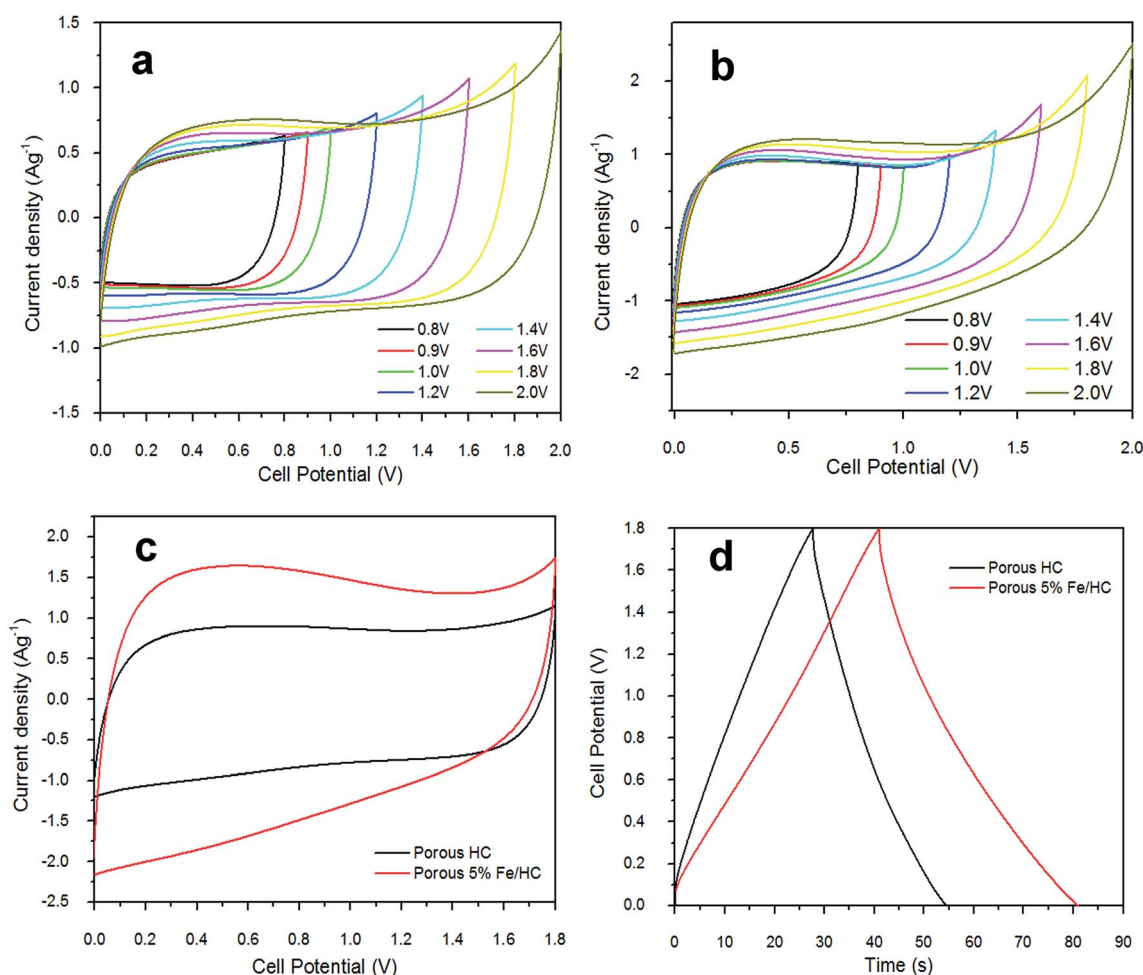 a
1.5
1.0
0.5
0.0
-0.5
-1.0
-1.5
Current density (Ag⁻¹)
0.8V 1.4V
0.9V 1.6V
1.0V 1.8V
1.2V 2.0V
0.0 0.2 0.4 0.6 0.8 1.0 1.2 1.4 1.6 1.8 2.0
Cell Potential (V)
b
2
1
0
-1
-2
Current density (Ag⁻¹)
0.8V 1.4V
0.9V 1.6V
1.0V 1.8V
1.2V 2.0V
0.0 0.5 1.0 1.5 2.0
Cell Potential (V)
c
2.0
1.5
1.0
0.5
0.0
-0.5
-1.0
-1.5
-2.0
-2.5
Current density (Ag⁻¹)
Porous HC
Porous 5% Fe/HC
0.0 0.2 0.4 0.6 0.8 1.0 1.2 1.4 1.6 1.8
Cell Potential (V)
d
1.8
1.6
1.4
1.2
1.0
0.8
0.6
0.4
0.2
0.0
Cell Potential (V)
Porous HC
Porous 5% Fe/HC
0 10 20 30 40 50 60 70 80 90
Time (s)